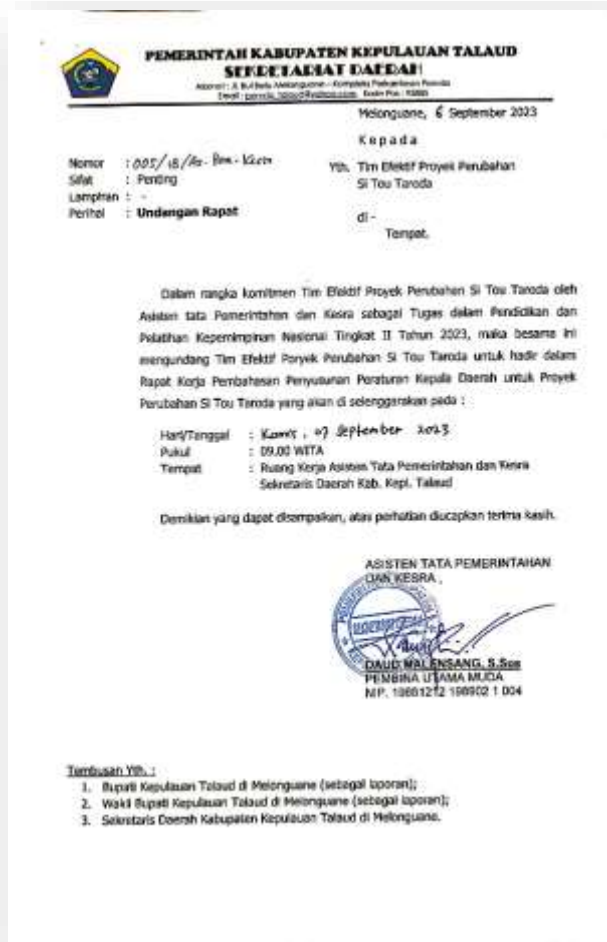 PEMERINTAH KABUPATEN KEPULAUAN TALAUD
SEKRETARIAT DAERAH
Melonguane, 6 September 2023
Kepada
Nomor : 005/18/As-Pem-Kesra
Yth. Tim Efektif Proyek Perubahan
Sifat : Penting
Si Tou Taroda
Lampiran : -
Perihal : Undangan Rapat
di -
Tempat.
Dalam rangka komitmen Tim Efektif Proyek Perubahan Si Tou Taroda oleh
Asisten tata Pemerintahan dan Kesra sebagai Tugas dalam Pendidikan dan
Pelatihan Kepemimpinan Nasional Tingkat II Tahun 2023, maka besama ini
mengundang Tim Efektif Poryek Perubahan Si Tou Taroda untuk hadir dalam
Rapat Kerja Pembahasan Penyusunan Peraturan Kepala Daerah untuk Proyek
Perubahan Si Tou Taroda yang akan di selenggarakan pada :
Hari/Tanggal : Kamis, 07 September 2023
Pukul : 09.00 WITA
Tempat : Ruang Kerja Asisten Tata Pemerintahan dan Kesra
Sekretaris Daerah Kab. Kepl. Talaud
Demikian yang dapat disampaikan, atas perhatian diucapkan terima kasih.
ASISTEN TATA PEMERINTAHAN
DAN KESRA,
DAUD MALENSANG, S.Sos
PEMBINA UTAMA MUDA
NIP. 19661212 198902 1 004
Tembusan Yth. :
1. Bupati Kepulauan Talaud di Melonguane (sebagai laporan);
2. Wakil Bupati Kepulauan Talaud di Melonguane (sebagai laporan);
3. Sekretaris Daerah Kabupaten Kepulauan Talaud di Melonguane.